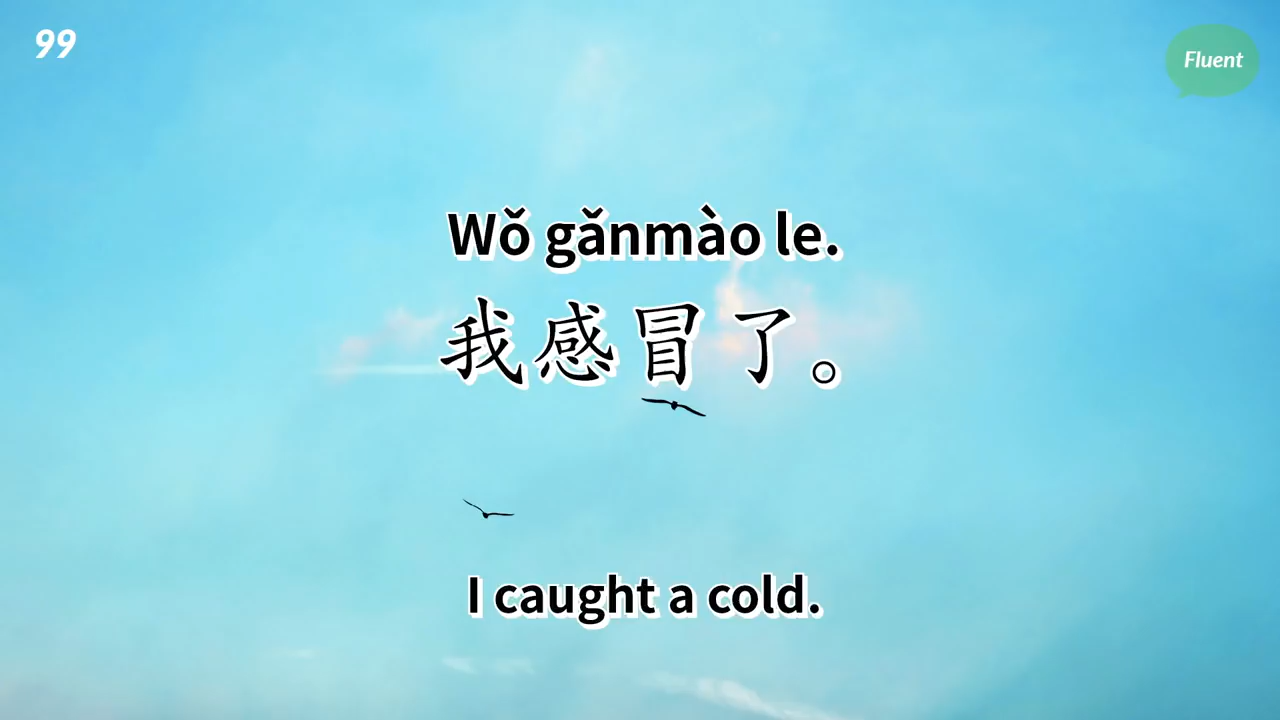 99
Fluent
Wǒ gǎnmào le.
我感冒了。
I caught a cold.